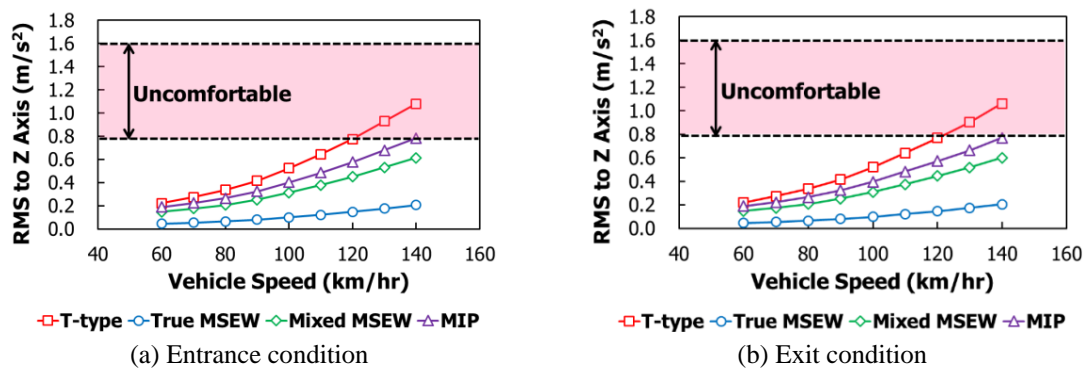 RMS to Z Axis (m/s²)
1.8
1.6
1.4
1.2
1.0
0.8
0.6
0.4
0.2
0.0
Uncomfortable
40 60 80 100 120 140 160
Vehicle Speed (km/hr)
T-type True MSEW Mixed MSEW MIP
(a) Entrance condition
RMS to Z Axis (m/s²)
1.8
1.6
1.4
1.2
1.0
0.8
0.6
0.4
0.2
0.0
Uncomfortable
40 60 80 100 120 140 160
Vehicle Speed (km/hr)
T-type True MSEW Mixed MSEW MIP
(b) Exit condition